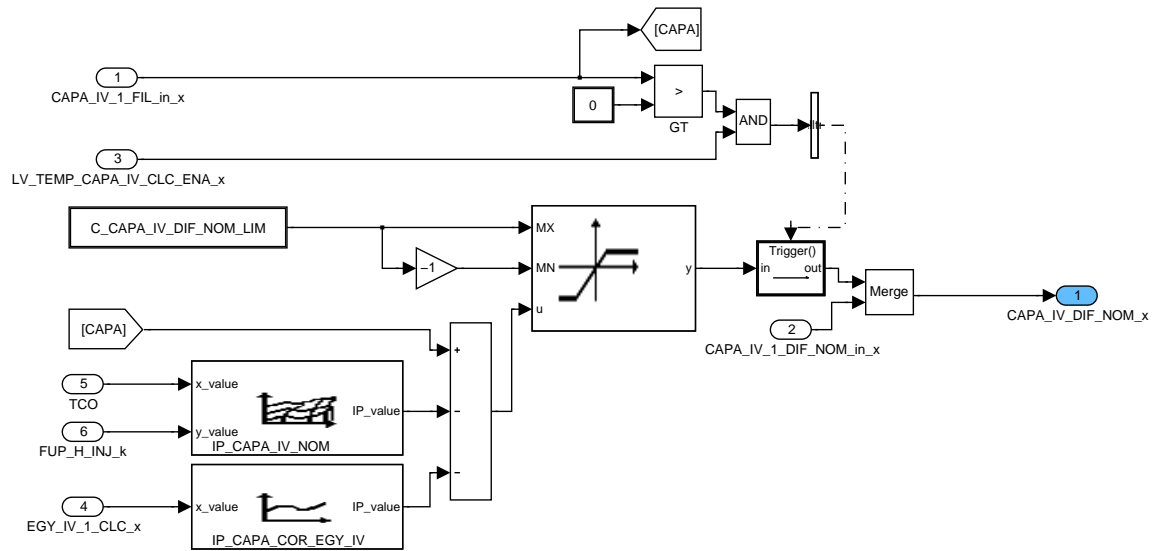 [CAPA]
1
CAPA_IV_1_FIL_in_x
0
>
GT
AND
3
LV_TEMP_CAPA_IV_CLC_ENA_x
C_CAPA_IV_DIF_NOM_LIM
MX
−1
MN
y
u
Trigger()
in
out
Merge
1
CAPA_IV_DIF_NOM_x
2
CAPA_IV_1_DIF_NOM_in_x
[CAPA]
+
−
−
5
TCO
x_value
IP_value
6
FUP_H_INJ_k
y_value
IP_CAPA_IV_NOM
4
EGY_IV_1_CLC_x
x_value
IP_value
IP_CAPA_COR_EGY_IV